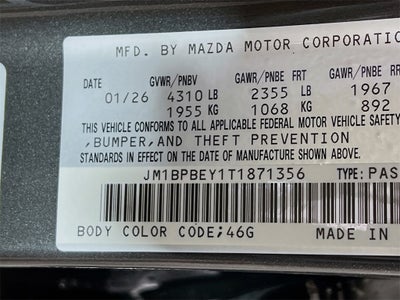 MFD. BY MAZDA MOTOR CORPORATIO
DATE GVWR/PNBV GAWR/PNBE FRT GAWR/PNBE RR
01/26 4310 LB 2355 LB 1967
1955 KG 1068 KG 892
THIS VEHICLE CONFORMS TO ALL APPLICABLE FEDERAL MOTOR VEHICLE SAFETY
,BUMPER,AND THEFT PREVENTION
STANDARDS IN EFFECT ON THE DATE OF MANUFACTURE SHOWN ABOVE.
JM1BPBEY1T1871356 TYPE:PAS
BODY COLOR CODE;46G MADE IN